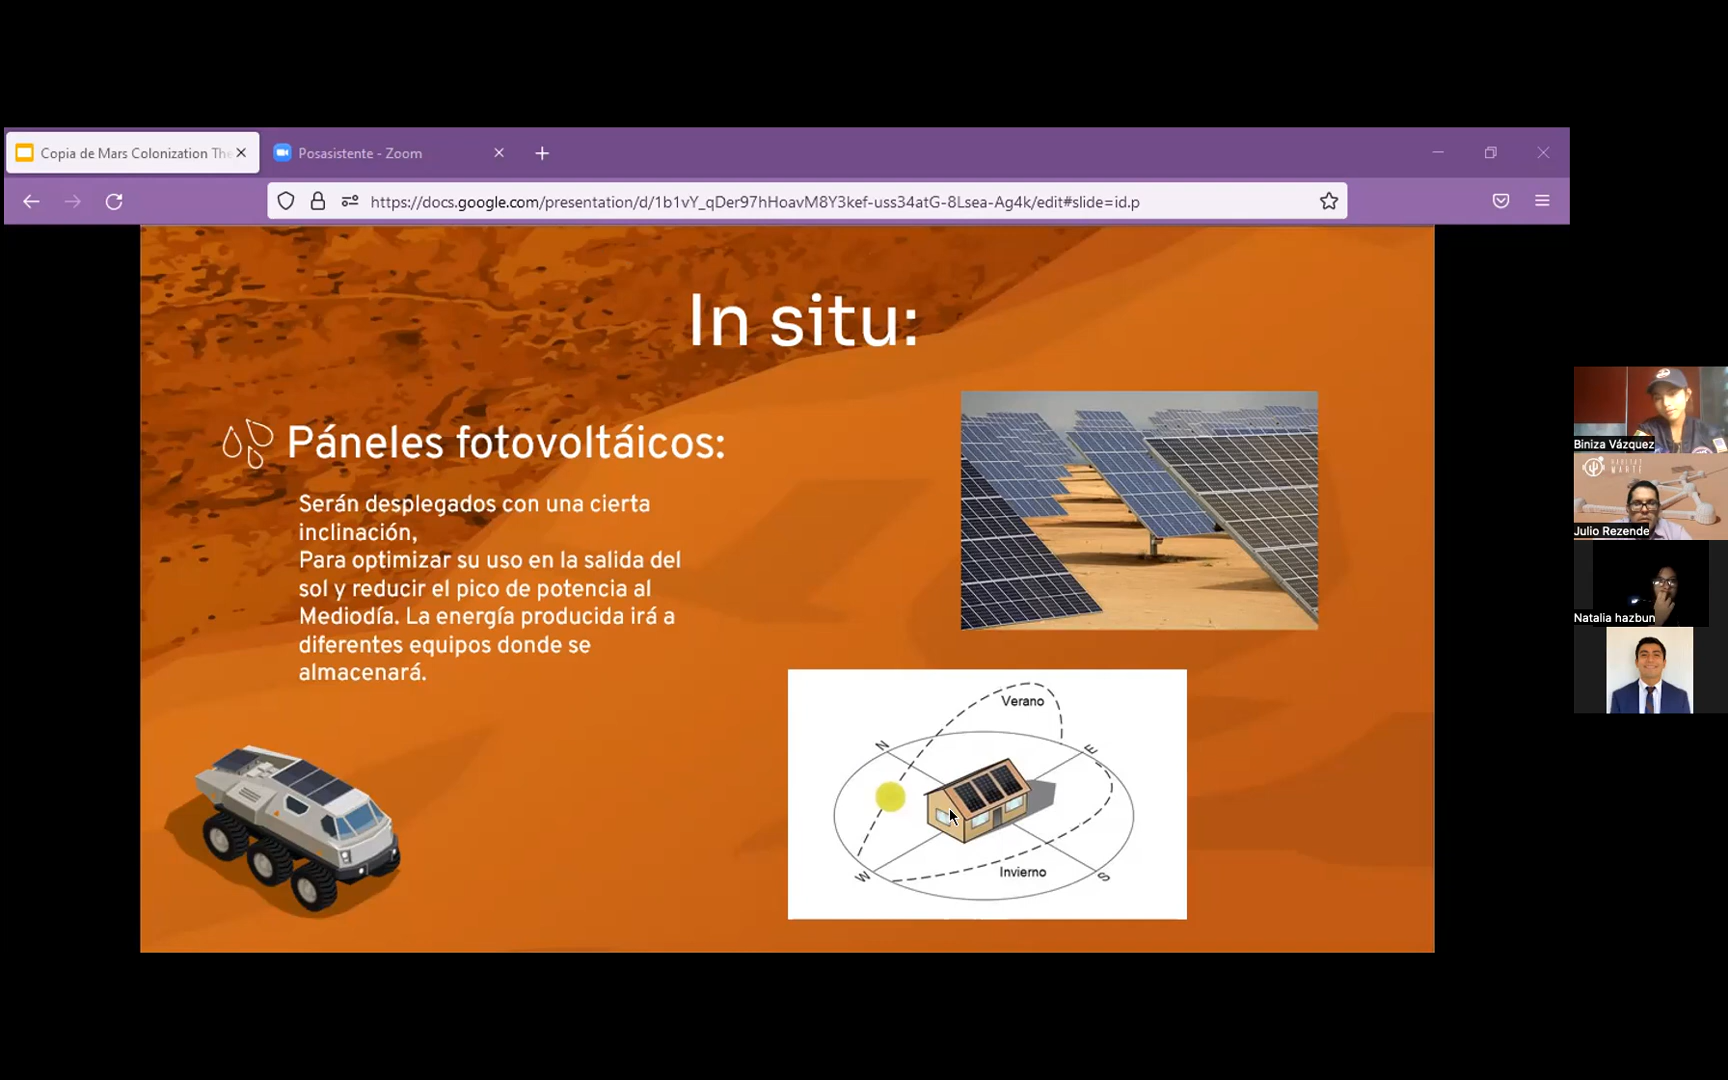 Copia de Mars Colonization The
Posasistente - Zoom
https://docs.google.com/presentation/d/1b1vY_qDer97hHoavM8Y3kef-uss34atG-8Lsea-Ag4k/edit#slide=id.p
In situ:
Páneles fotovoltáicos:
Serán desplegados con una cierta
inclinación,
Para optimizar su uso en la salida del
sol y reducir el pico de potencia al
Mediodía. La energía producida irá a
diferentes equipos donde se
almacenará.
Verano
N
E
W
S
Invierno
Biniza Vázquez
HABITAT
MARTE
Julio Rezende
Natalia hazbun